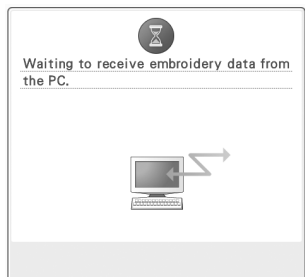 Waiting to receive embroidery data from
the PC.